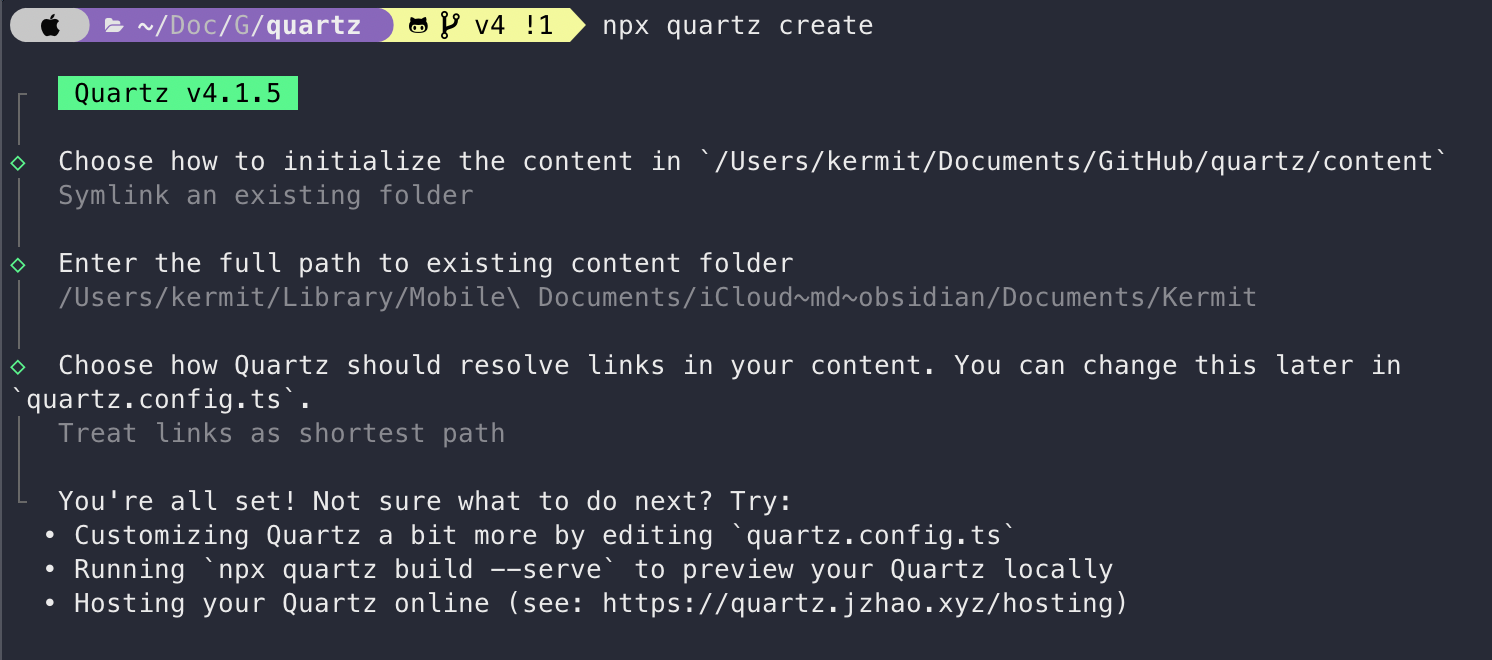 ~/Doc/G/quartz v4 !1 npx quartz create
Quartz v4.1.5
Choose how to initialize the content in `/Users/kermit/Documents/GitHub/quartz/content`
Symlink an existing folder
Enter the full path to existing content folder
/Users/kermit/Library/Mobile\ Documents/iCloud~md~obsidian/Documents/Kermit
Choose how Quartz should resolve links in your content. You can change this later in
`quartz.config.ts`.
Treat links as shortest path
You're all set! Not sure what to do next? Try:
• Customizing Quartz a bit more by editing `quartz.config.ts`
• Running `npx quartz build --serve` to preview your Quartz locally
• Hosting your Quartz online (see: https://quartz.jzhao.xyz/hosting)